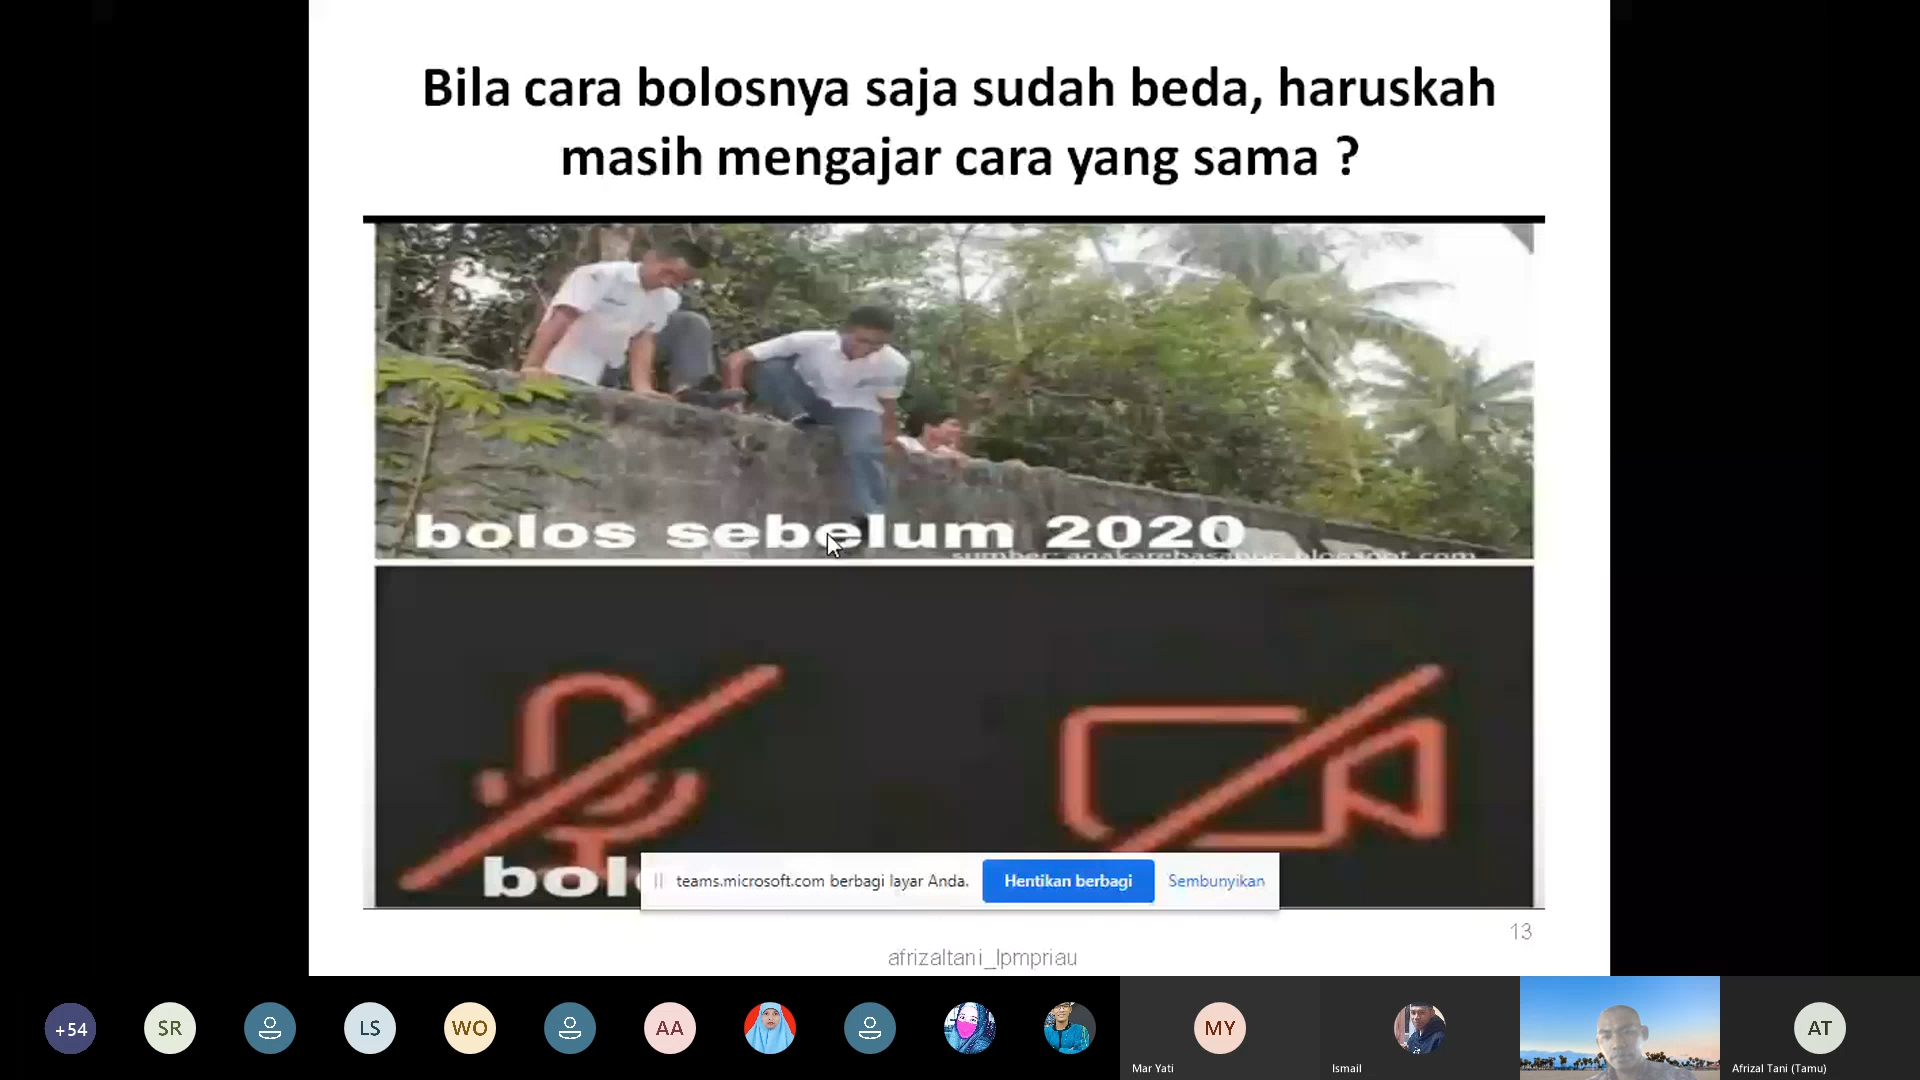 Bila cara bolosnya saja sudah beda, haruskah
masih mengajar cara yang sama ?
bolos sebelum 2020
teams.microsoft.com berbagi layar Anda.
Hentikan berbagi
Sembunyikan
13
afrizaltani_lpmpriau
+54
SR
LS
WO
AA
MY
AT
Mar Yati
Ismail
Afrizal Tani (Tamu)